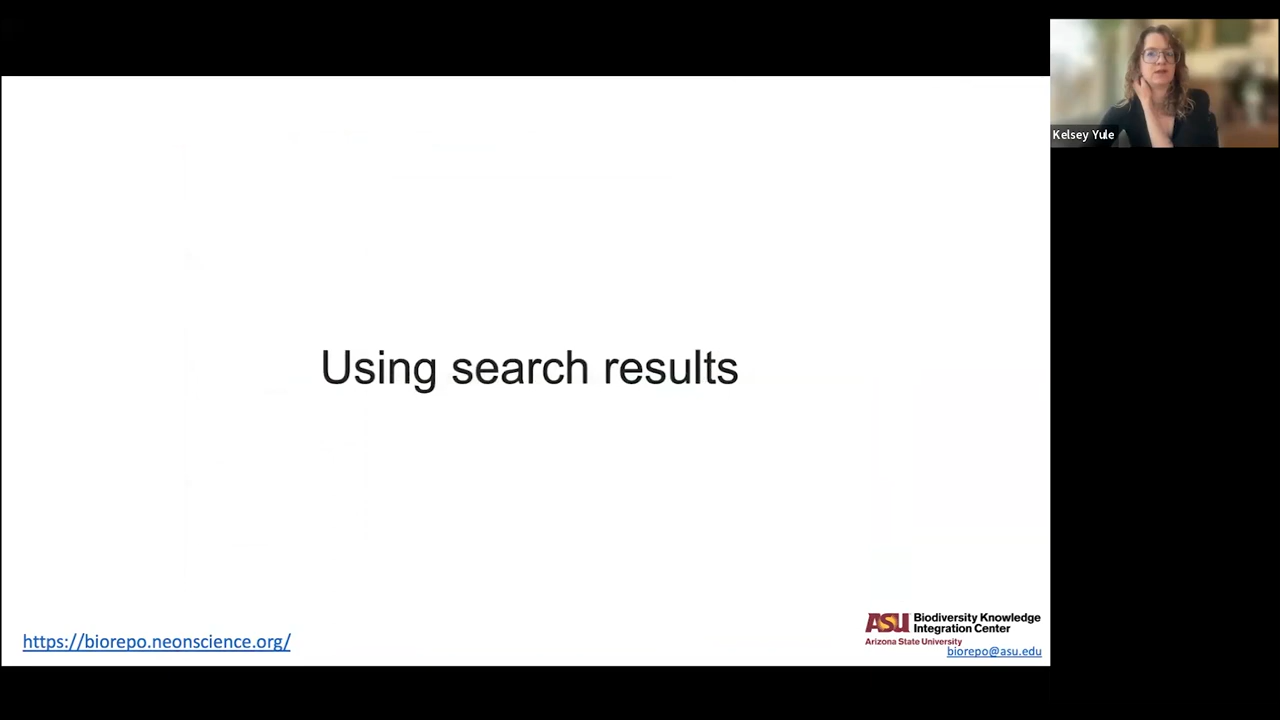 Kelsey Yule
Using search results
https://biorepo.neonscience.org/
ASU Biodiversity Knowledge
Integration Center
Arizona State University
biorepo@asu.edu